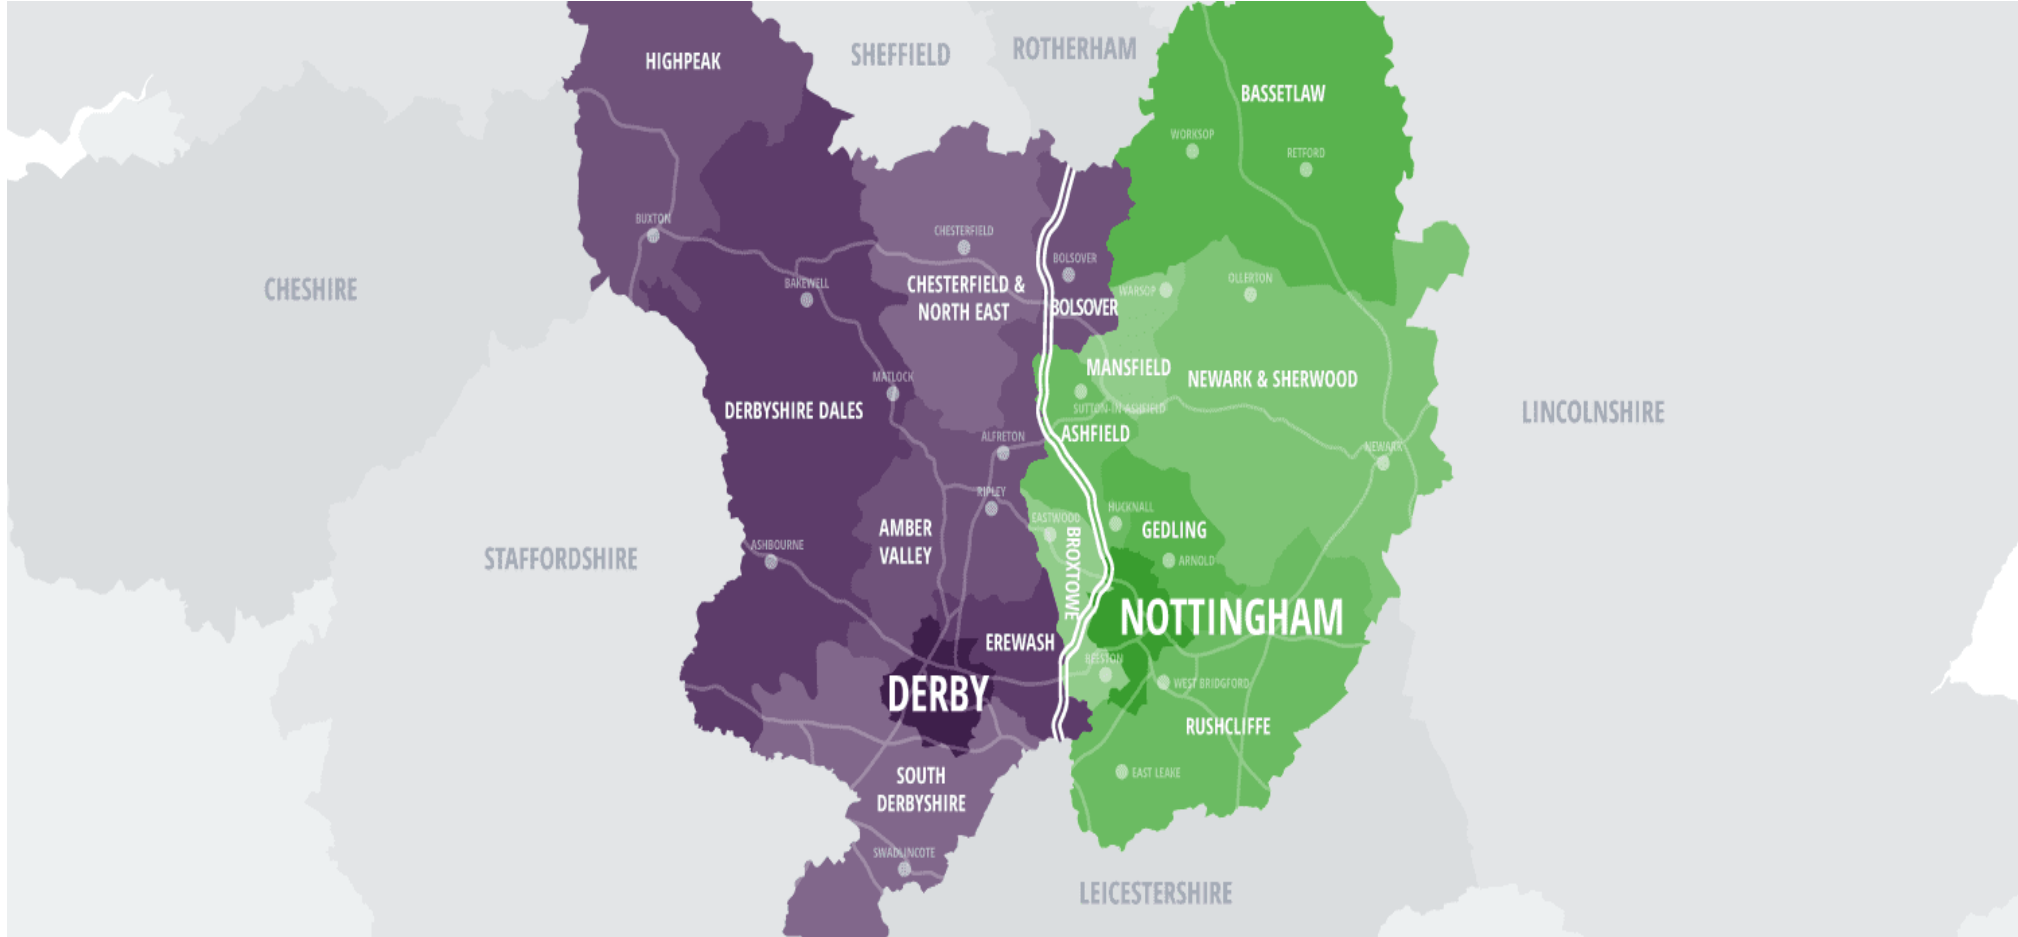 HIGHPEAK
SHEFFIELD
ROTHERHAM
BASSETLAW
WORKSOP
RETFORD
BUXTON
CHESTERFIELD
BOLSOVER
CHESHIRE
BAKEWELL
CHESTERFIELD &
NORTH EAST
BOLSOVER
WARSOP
OLLERTON
MATLOCK
MANSFIELD
NEWARK & SHERWOOD
DERBYSHIRE DALES
SUTTON-IN-ASHFIELD
LINCOLNSHIRE
ALFRETON
ASHFIELD
NEWARK
RIPLEY
EASTWOOD
HUCKNALL
AMBER
VALLEY
BROXTOWE
GEDLING
STAFFORDSHIRE
ASHBOURNE
ARNOLD
NOTTINGHAM
EREWASH
BEESTON
DERBY
WEST BRIDGFORD
RUSHCLIFFE
SOUTH
DERBYSHIRE
EAST LEAKE
SWADLINCOTE
LEICESTERSHIRE